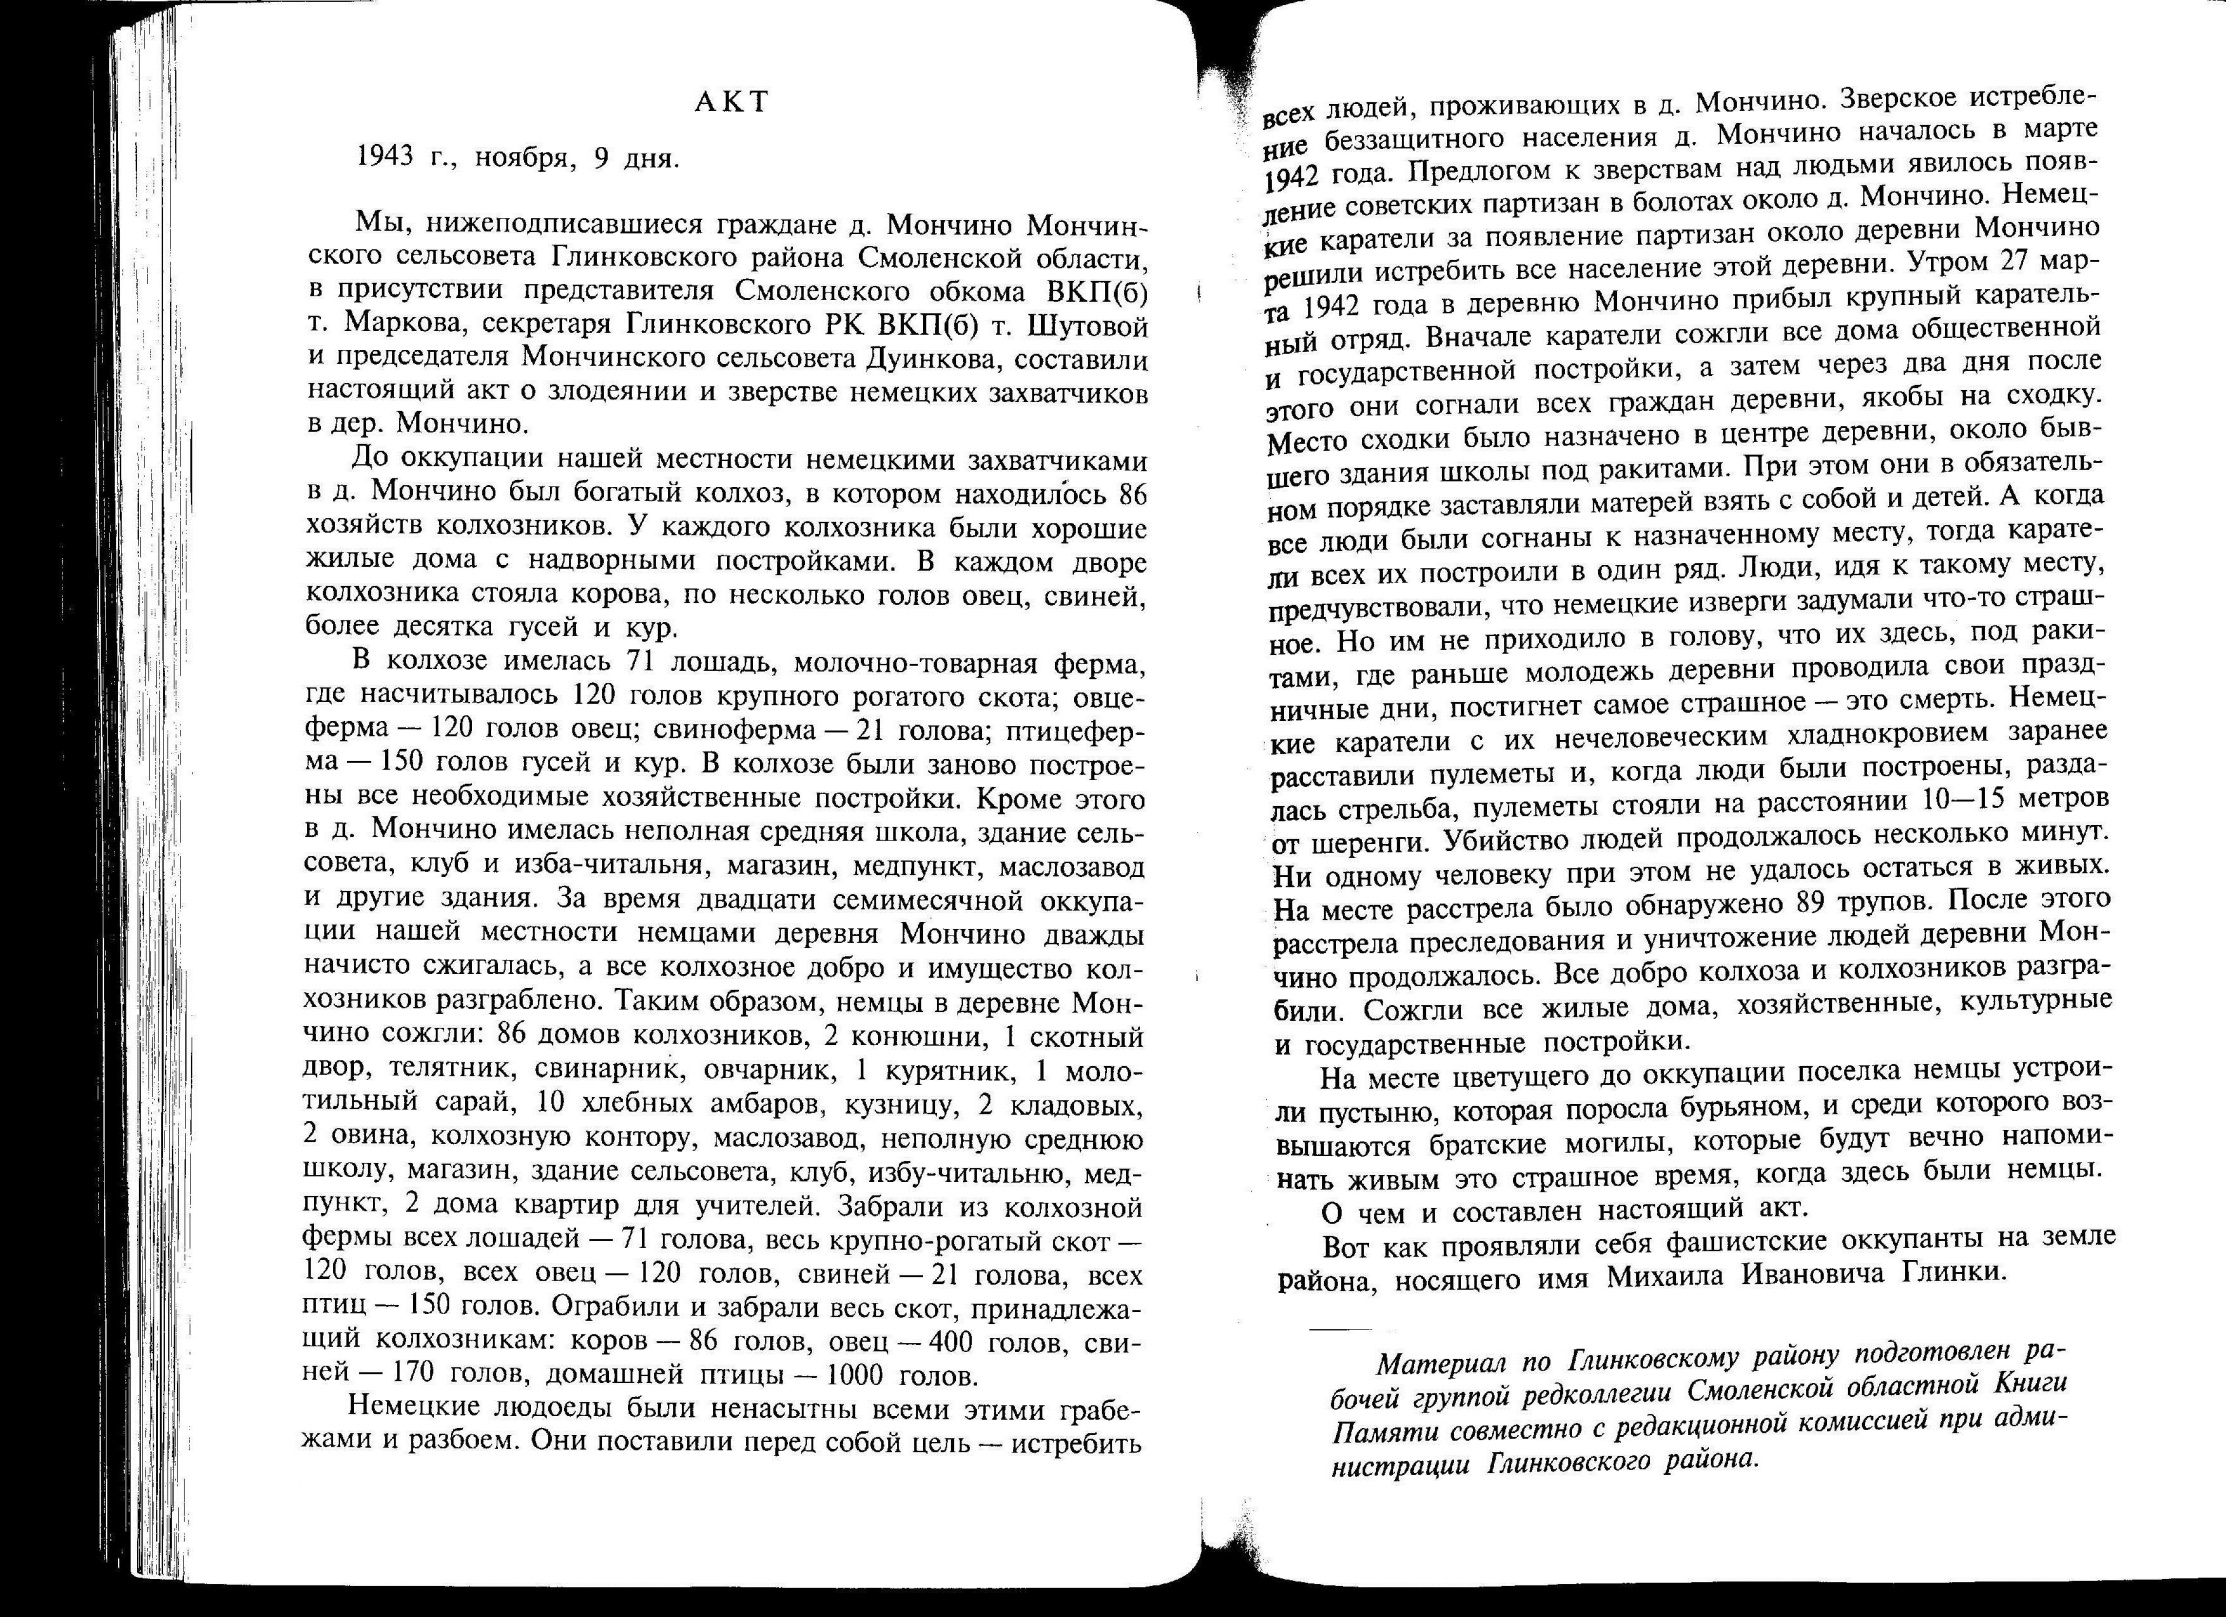 АКТ
1943 г., ноября, 9 дня.
Мы, нижеподписавшиеся граждане д. Мончино Мончин-
ского сельсовета Глинковского района Смоленской области,
в присутствии представителя Смоленского обкома ВКП(б)
т. Маркова, секретаря Глинковского РК ВКП(б) т. Шутовой
и председателя Мончинского сельсовета Дуинкова, составили
настоящий акт о злодеянии и зверстве немецких захватчиков
в дер. Мончино.
До оккупации нашей местности немецкими захватчиками
в д. Мончино был богатый колхоз, в котором находилось 86
хозяйств колхозников. У каждого колхозника были хорошие
жилые дома с надворными постройками. В каждом дворе
колхозника стояла корова, по несколько голов овец, свиней,
более десятка гусей и кур.
В колхозе имелась 71 лошадь, молочно-товарная ферма,
где насчитывалось 120 голов крупного рогатого скота; овце-
ферма — 120 голов овец; свиноферма — 21 голова; птицефер-
ма — 150 голов гусей и кур. В колхозе были заново построе-
ны все необходимые хозяйственные постройки. Кроме этого
в д. Мончино имелась неполная средняя школа, здание сель-
совета, клуб и изба-читальня, магазин, медпункт, маслозавод
и другие здания. За время двадцати семимесячной оккупа-
ции нашей местности немцами деревня Мончино дважды
начисто сжигалась, а все колхозное добро и имущество кол-
хозников разграблено. Таким образом, немцы в деревне Мон-
чино сожгли: 86 домов колхозников, 2 конюшни, 1 скотный
двор, телятник, свинарник, овчарник, 1 курятник, 1 моло-
тильный сарай, 10 хлебных амбаров, кузницу, 2 кладовых,
2 овина, колхозную контору, маслозавод, неполную среднюю
школу, магазин, здание сельсовета, клуб, избу-читальню, мед-
пункт, 2 дома квартир для учителей. Забрали из колхозной
фермы всех лошадей — 71 голова, весь крупно-рогатый скот —
120 голов, всех овец — 120 голов, свиней — 21 голова, всех
птиц — 150 голов. Ограбили и забрали весь скот, принадлежа-
щий колхозникам: коров — 86 голов, овец — 400 голов, сви-
ней — 170 голов, домашней птицы — 1000 голов.
Немецкие людоеды были ненасытны всеми этими грабе-
жами и разбоем. Они поставили перед собой цель — истребить
всех людей, проживающих в д. Мончино. Зверское истребле-
ние беззащитного населения д. Мончино началось в марте
1942 года. Предлогом к зверствам над людьми явилось появ-
ление советских партизан в болотах около д. Мончино. Немец-
кие каратели за появление партизан около деревни Мончино
решили истребить все население этой деревни. Утром 27 мар-
та 1942 года в деревню Мончино прибыл крупный каратель-
ный отряд. Вначале каратели сожгли все дома общественной
и государственной постройки, а затем через два дня после
этого они согнали всех граждан деревни, якобы на сходку.
Место сходки было назначено в центре деревни, около быв-
шего здания школы под ракитами. При этом они в обязатель-
ном порядке заставляли матерей взять с собой и детей. А когда
все люди были согнаны к назначенному месту, тогда карате-
ли всех их построили в один ряд. Люди, идя к такому месту,
предчувствовали, что немецкие изверги задумали что-то страш-
ное. Но им не приходило в голову, что их здесь, под раки-
тами, где раньше молодежь деревни проводила свои празд-
ничные дни, постигнет самое страшное — это смерть. Немец-
кие каратели с их нечеловеческим хладнокровием заранее
расставили пулеметы и, когда люди были построены, разда-
лась стрельба, пулеметы стояли на расстоянии 10—15 метров
от шеренги. Убийство людей продолжалось несколько минут.
Ни одному человеку при этом не удалось остаться в живых.
На месте расстрела было обнаружено 89 трупов. После этого
расстрела преследования и уничтожение людей деревни Мон-
чино продолжалось. Все добро колхоза и колхозников разгра-
били. Сожгли все жилые дома, хозяйственные, культурные
и государственные постройки.
На месте цветущего до оккупации поселка немцы устрои-
ли пустыню, которая поросла бурьяном, и среди которого воз-
вышаются братские могилы, которые будут вечно напоми-
нать живым это страшное время, когда здесь были немцы.
О чем и составлен настоящий акт.
Вот как проявляли себя фашистские оккупанты на земле
района, носящего имя Михаила Ивановича Глинки.
Материал по Глинковскому району подготовлен ра-
бочей группой редколлегии Смоленской областной Книги
Памяти совместно с редакционной комиссией при адми-
нистрации Глинковского района.